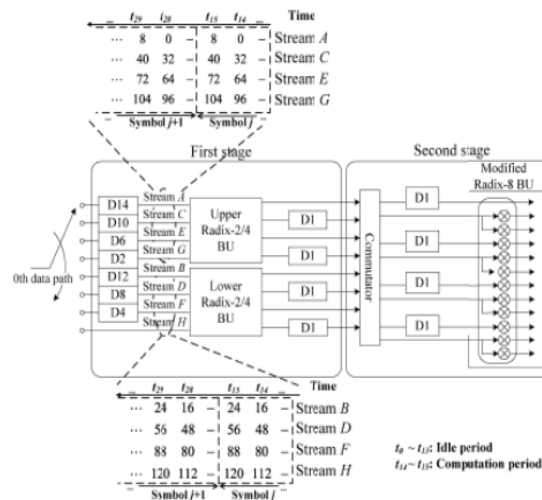 ... t29 t28 ... t15 t14 ... Time
... 8 0 – 8 0 – Stream A
... 40 32 – 40 32 – Stream C
... 72 64 – 72 64 – Stream E
... 104 96 – 104 96 – Stream G
... Symbol j+1 Symbol j ...
First stage
Second stage
Modified
Radix-8 BU
0th data path
D14
D10
D6
D2
D12
D8
D4
Stream A
Stream C
Stream E
Stream G
Stream B
Stream D
Stream F
Stream H
Upper
Radix-2/4
BU
Lower
Radix-2/4
BU
D1
D1
D1
D1
Commutator
D1
D1
D1
D1
... t29 t28 ... t15 t14 ... Time
... 24 16 – 24 16 – Stream B
... 56 48 – 56 48 – Stream D
... 88 80 – 88 80 – Stream F
... 120 112 – 120 112 – Stream H
... Symbol j+1 Symbol j ...
t0 ~ t13: Idle period
t14 ~ t15: Computation period